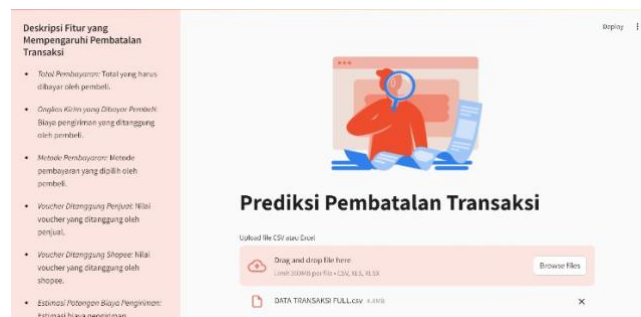 Deskripsi Fitur yang
Mempengaruhi Pembatalan
Transaksi
Total Pembayaran: Total yang harus
dibayar oleh pembeli.
Ongkos Kirim yang Dibayar Pembeli:
Biaya pengiriman yang ditanggung
oleh pembeli.
Metode Pembayaran: Metode
pembayaran yang dipilih oleh
pembeli.
Voucher Ditanggung Penjual: Nilai
voucher yang ditanggung oleh
penjual.
Voucher Ditanggung Shopee: Nilai
voucher yang ditanggung oleh
shopee.
Estimasi Potongan Biaya Pengiriman:
Estimasi biaya pengiriman
Deploy
Prediksi Pembatalan Transaksi
Upload file CSV atau Excel
Drag and drop file here
Limit 200MB per file • CSV, XLS, XLSX
Browse files
DATA TRANSAKSI FULL.csv